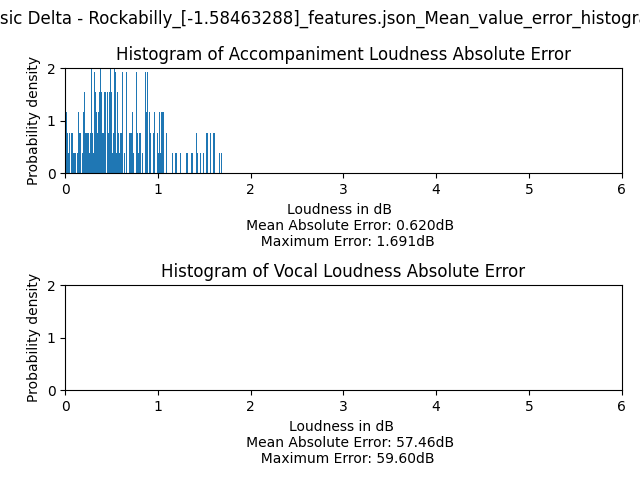 sic Delta - Rockabilly_[-1.58463288]_features.json_Mean_value_error_histogra
Histogram of Accompaniment Loudness Absolute Error
Probability density
2
1
0
0 1 2 3 4 5 6
Loudness in dB
Mean Absolute Error: 0.620dB
Maximum Error: 1.691dB
Histogram of Vocal Loudness Absolute Error
Probability density
2
1
0
0 1 2 3 4 5 6
Loudness in dB
Mean Absolute Error: 57.46dB
Maximum Error: 59.60dB